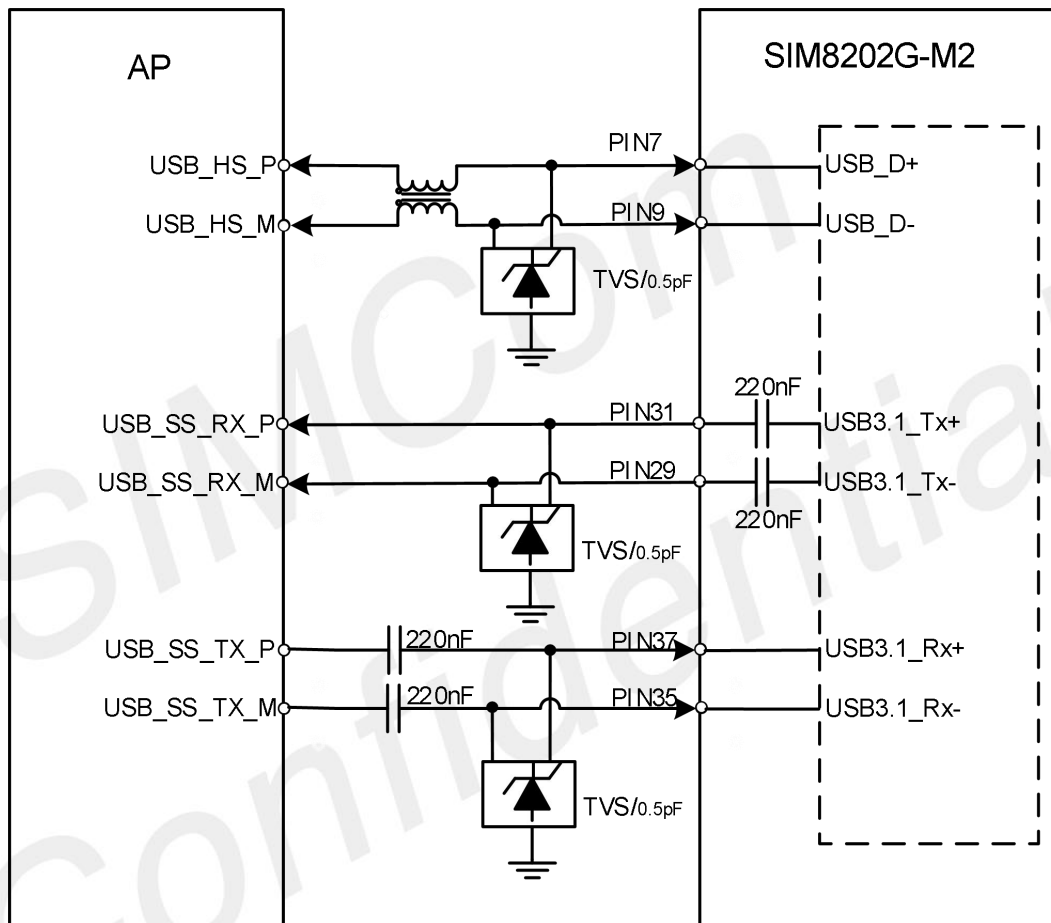 AP
SIM8202G-M2
USB_HS_P
PIN7
USB_D+
USB_HS_M
PIN9
USB_D-
TVS/0.5pF
220nF
USB_SS_RX_P
PIN31
USB3.1_Tx+
USB_SS_RX_M
PIN29
USB3.1_Tx-
220nF
TVS/0.5pF
USB_SS_TX_P
220nF
PIN37
USB3.1_Rx+
USB_SS_TX_M
220nF
PIN35
USB3.1_Rx-
TVS/0.5pF
SIMCom
Confidential